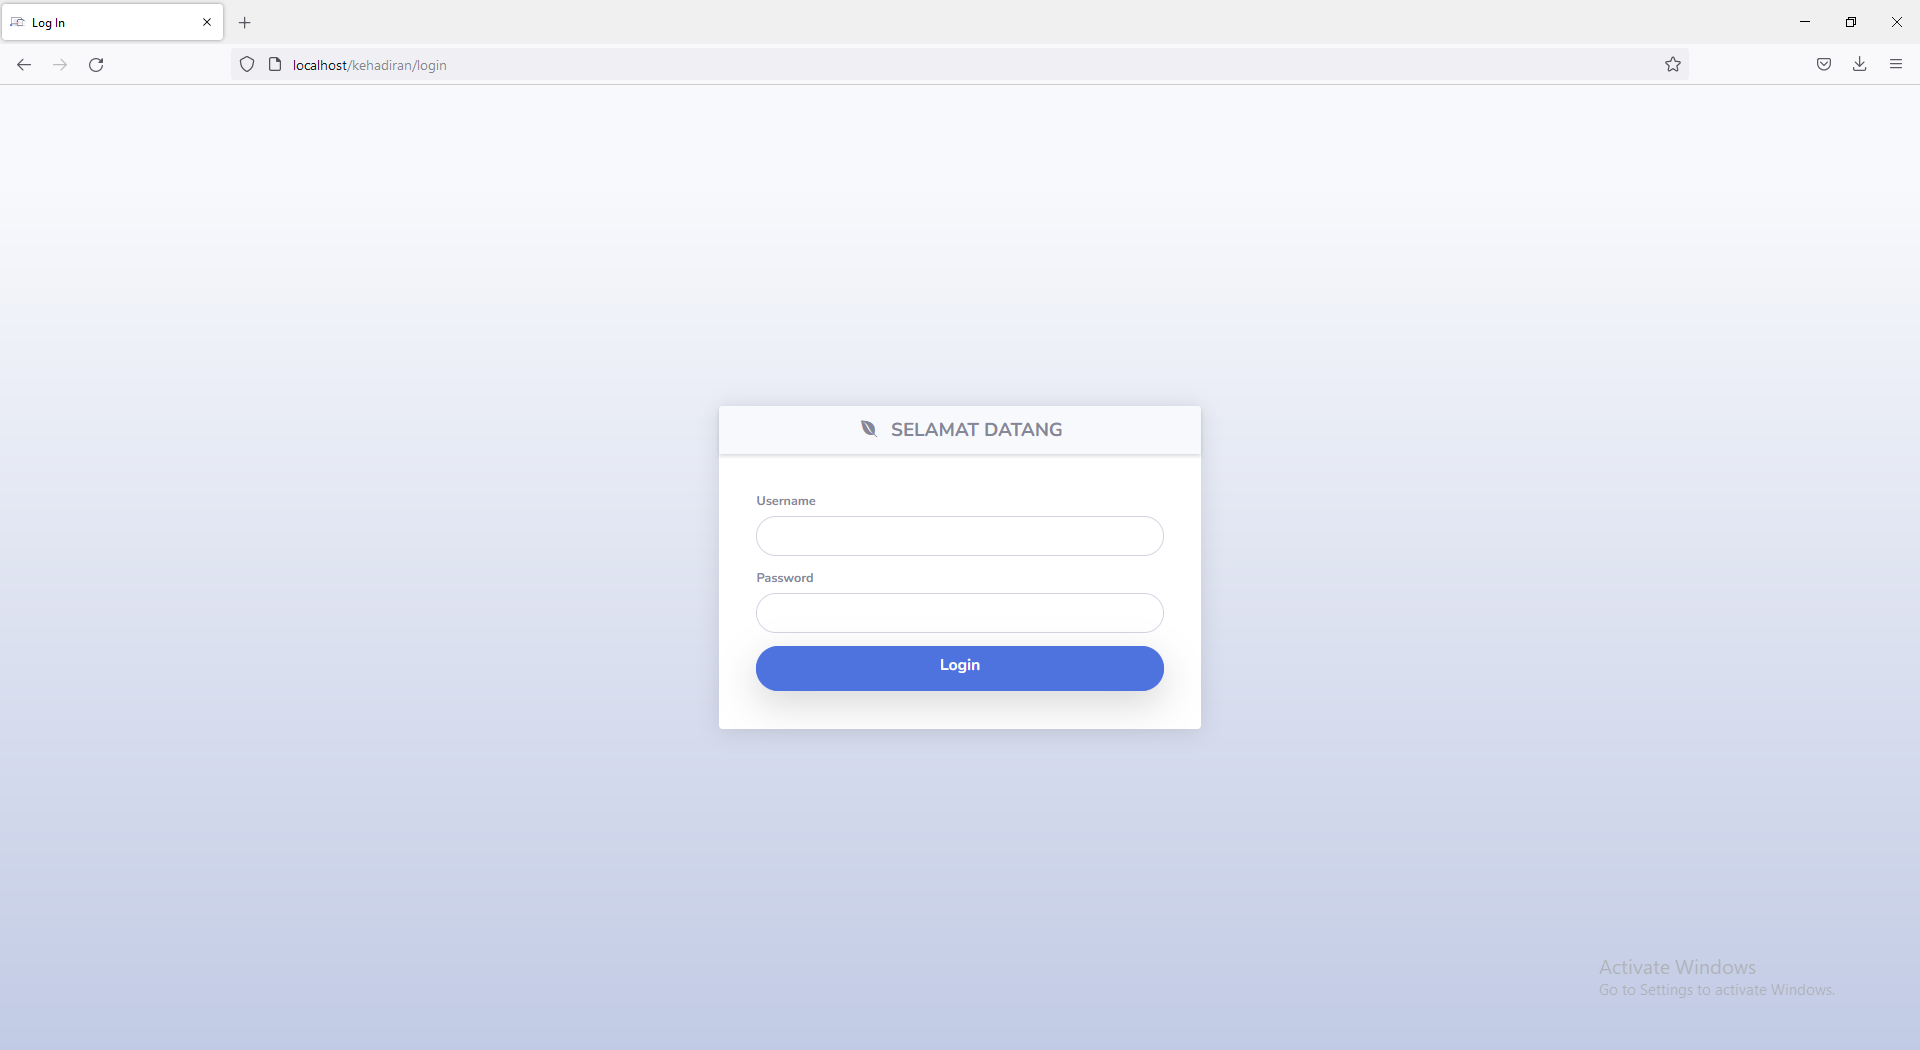 Log In
localhost/kehadiran/login
SELAMAT DATANG
Username
Password
Login
Activate Windows
Go to Settings to activate Windows.